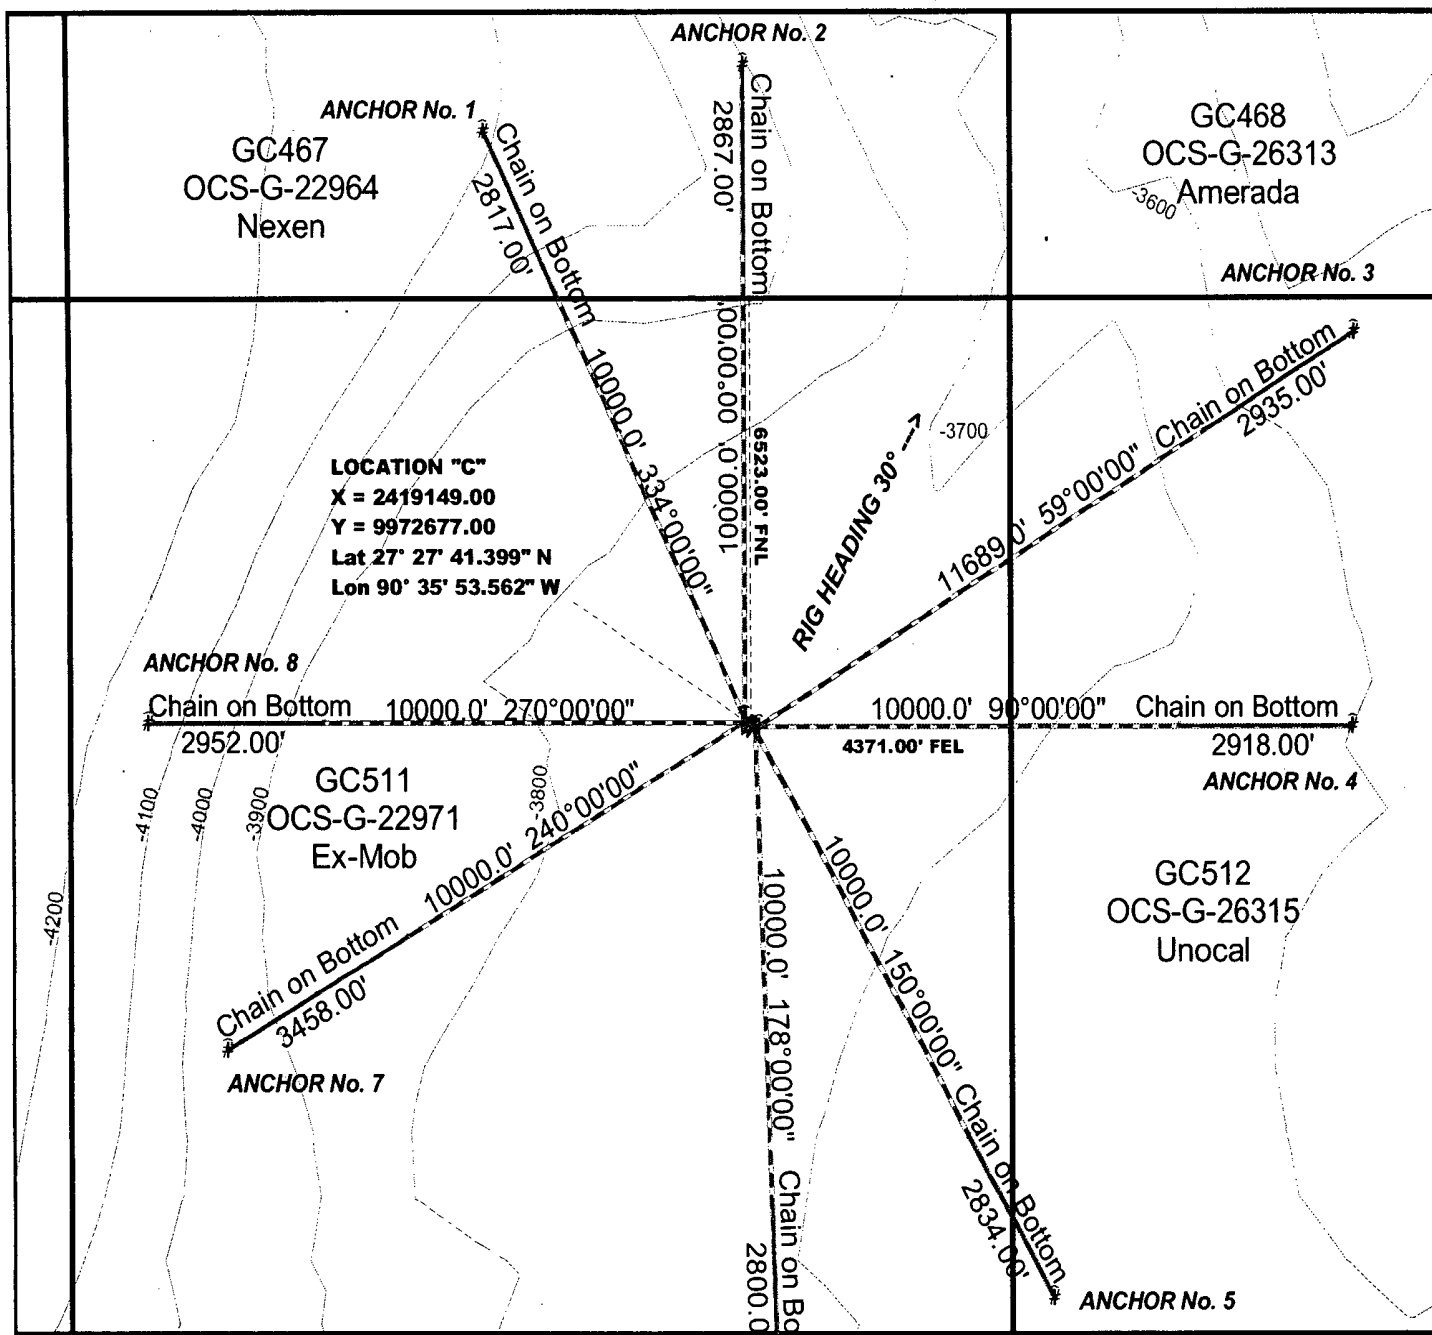 ANCHOR No. 2
ANCHOR No. 1
GC467
OCS-G-22964
Nexen
GC468
OCS-G-26313
Amerada
-3600
ANCHOR No. 3
Chain on Bottom
2817.00'
10000.0' 334°00'00"
Chain on Bottom
2867.00'
10000.0'
6523.00' FNL
Chain on Bottom
2935.00'
11689.0' 59°00'00"
-3700
RIG HEADING 30°
LOCATION "C"
X = 2419149.00
Y = 9972677.00
Lat 27° 27' 41.399" N
Lon 90° 35' 53.562" W
ANCHOR No. 8
Chain on Bottom 10000.0' 270°00'00"
2952.00'
10000.0' 90°00'00" Chain on Bottom
4371.00' FEL
2918.00'
ANCHOR No. 4
GC511
OCS-G-22971
Ex-Mob
-4200
-4100
-4000
-3900
-3800
10000.0' 240°00'00"
Chain on Bottom
3458.00'
ANCHOR No. 7
GC512
OCS-G-26315
Unocal
10000.0' 178°00'00" Chain on Bo
2800.0
10000.0' 150°00'00" Chain on Bottom
2834.00'
ANCHOR No. 5